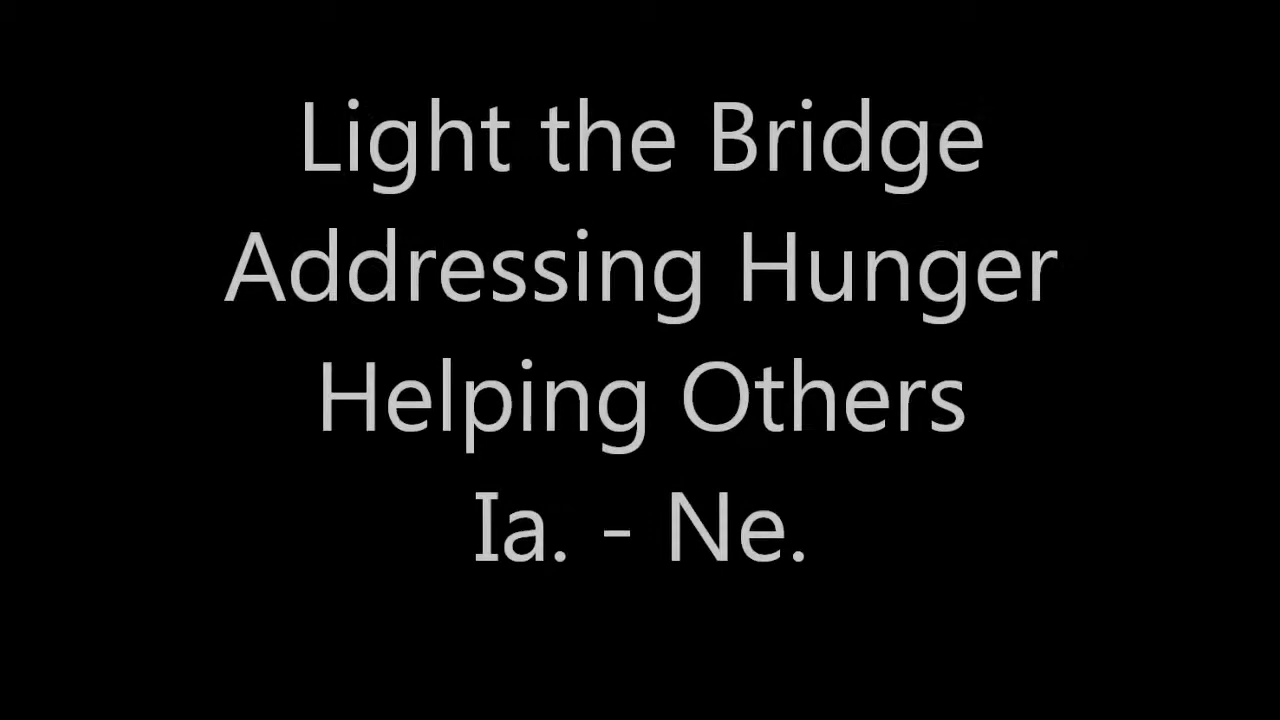 Light the Bridge
Addressing Hunger
Helping Others
Ia. - Ne.